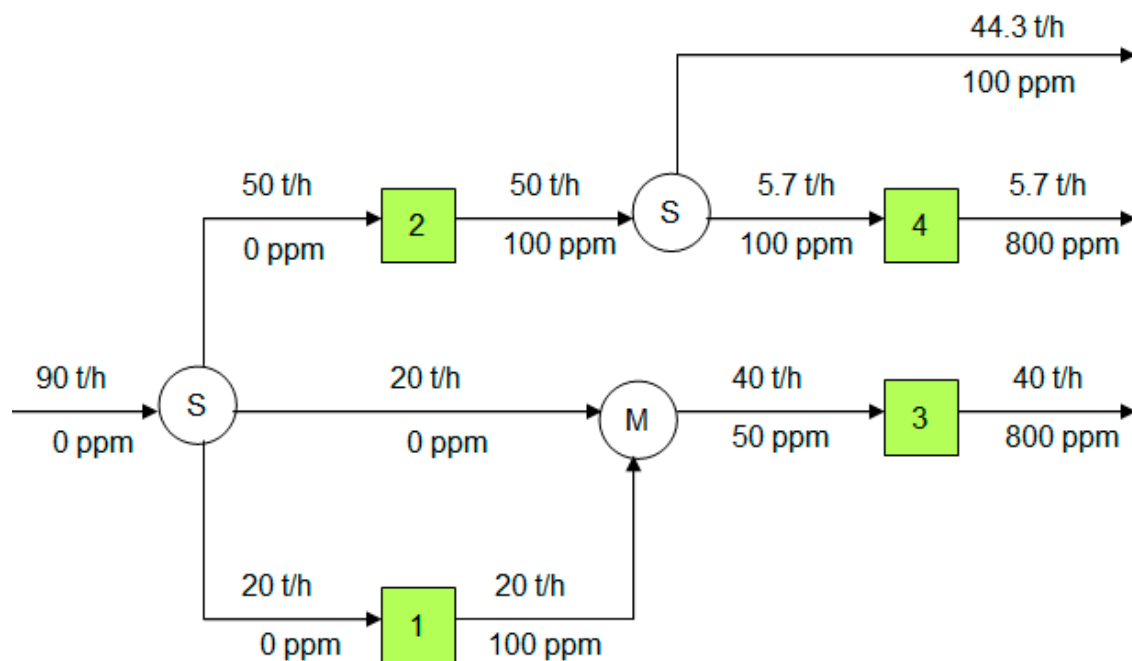 44.3 t/h
100 ppm
50 t/h
0 ppm
2
50 t/h
100 ppm
S
5.7 t/h
100 ppm
4
5.7 t/h
800 ppm
90 t/h
0 ppm
S
20 t/h
0 ppm
M
40 t/h
50 ppm
3
40 t/h
800 ppm
20 t/h
0 ppm
1
20 t/h
100 ppm